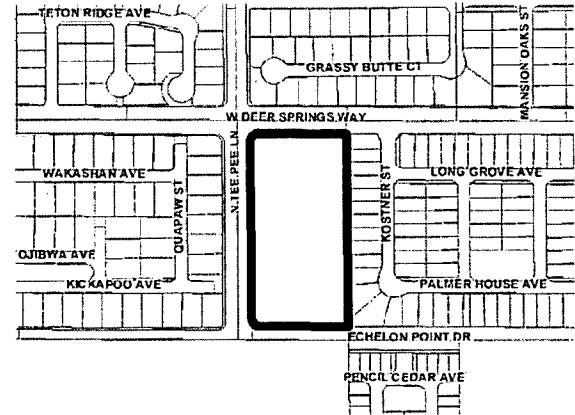 TETON RIDGE AVE
MANSION OAKS ST
GRASSY BUTTE CT
W DEER SPRINGS WAY
N TEE PEE LN
WAKASHAN AVE
QUAPAW ST
KOSTNER ST
LONG GROVE AVE
OJIBWA AVE
KICKAPOO AVE
PALMER HOUSE AVE
ECHELON POINT DR
PENCIL CEDAR AVE